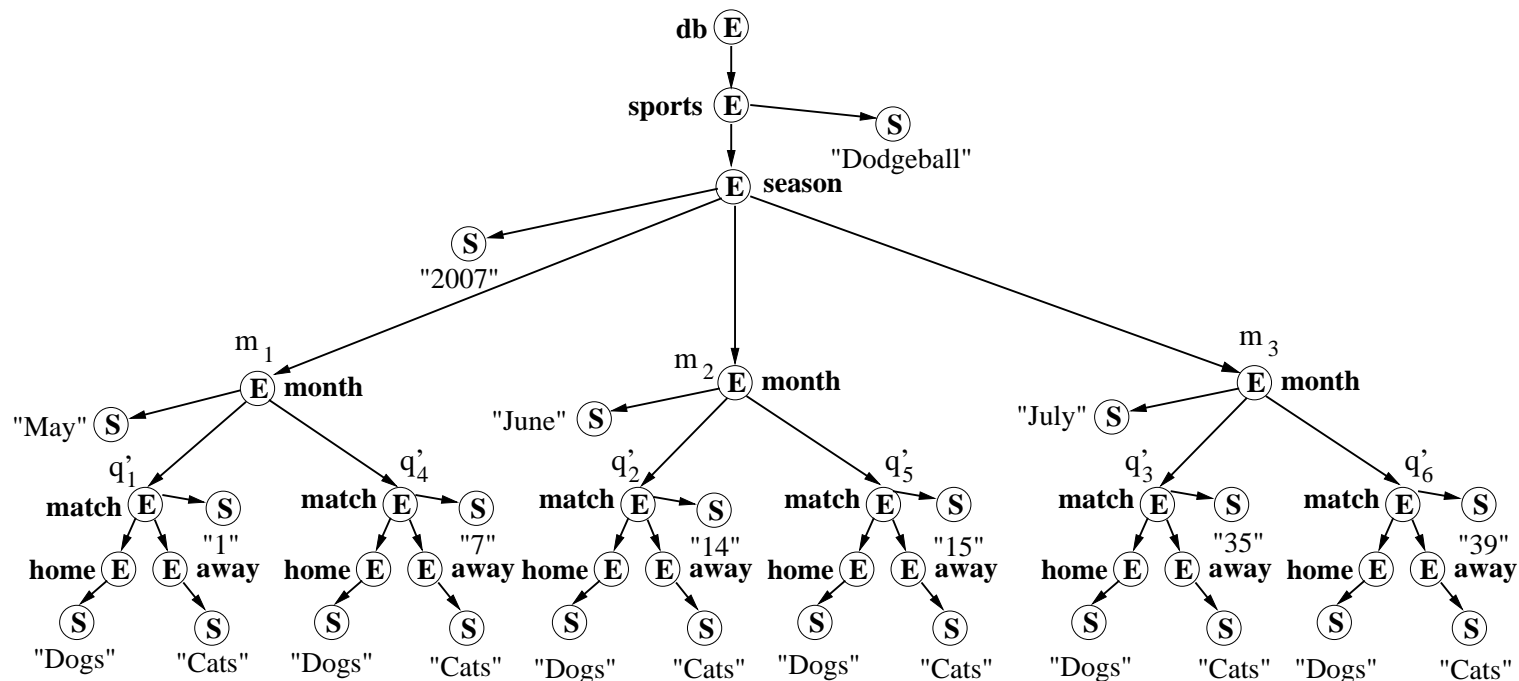 db E
sports E
S
"Dodgeball"
E season
S
"2007"
m 1
m 2
m 3
E month
E month
E month
"May" S
"June" S
"July" S
q'1
q'4
q'2
q'5
q'3
q'6
match E S
match E S
match E S
match E S
match E S
match E S
"1"
"7"
"14"
"15"
"35"
"39"
home E E away
home E E away
home E E away
home E E away
home E E away
home E E away
S S
S S
S S
S S
S S
S S
"Dogs" "Cats"
"Dogs" "Cats"
"Dogs" "Cats"
"Dogs" "Cats"
"Dogs" "Cats"
"Dogs" "Cats"